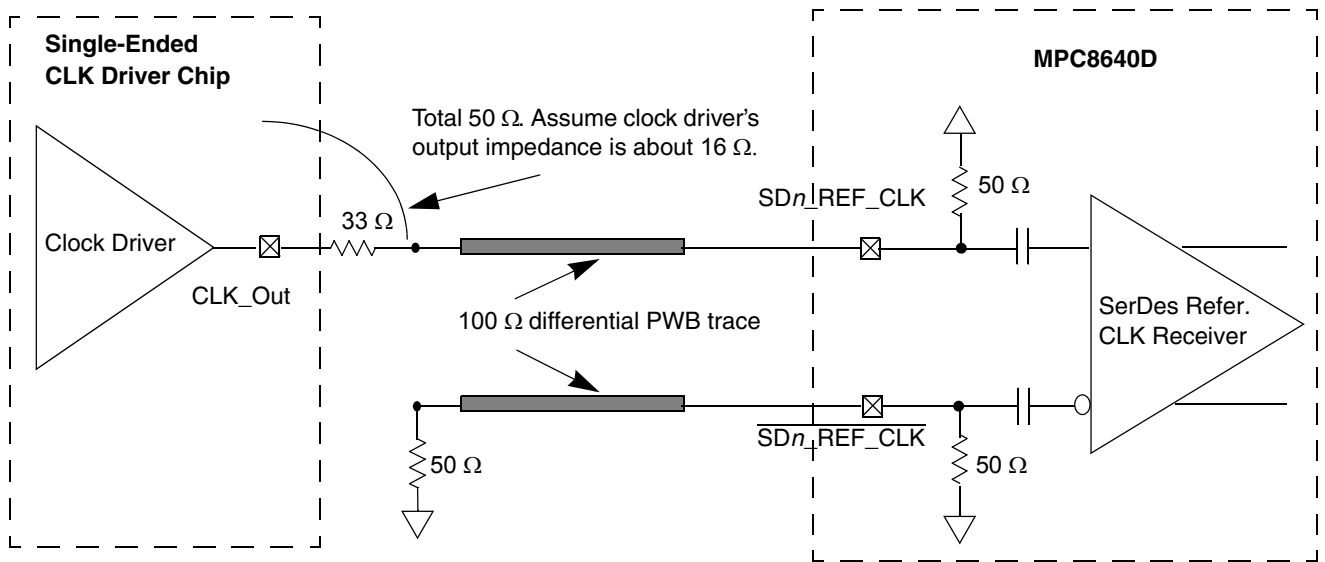 Single-Ended
CLK Driver Chip
MPC8640D
Total 50 Ω. Assume clock driver's
output impedance is about 16 Ω.
SDn_REF_CLK
50 Ω
33 Ω
Clock Driver
CLK_Out
100 Ω differential PWB trace
SerDes Refer.
CLK Receiver
SDn_REF_CLK
50 Ω
50 Ω